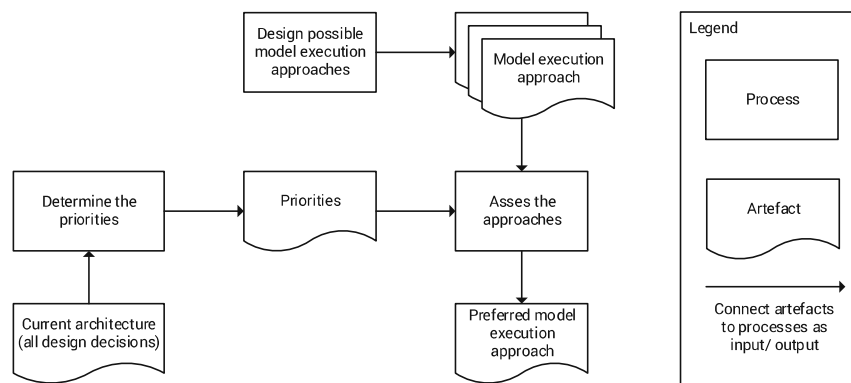 Design possible
model execution
approaches
Model execution
approach
Determine the
priorities
Priorities
Asses the
approaches
Current architecture
(all design decisions)
Preferred model
execution
approach
Legend
Process
Artefact
Connect artefacts
to processes as
input/ output